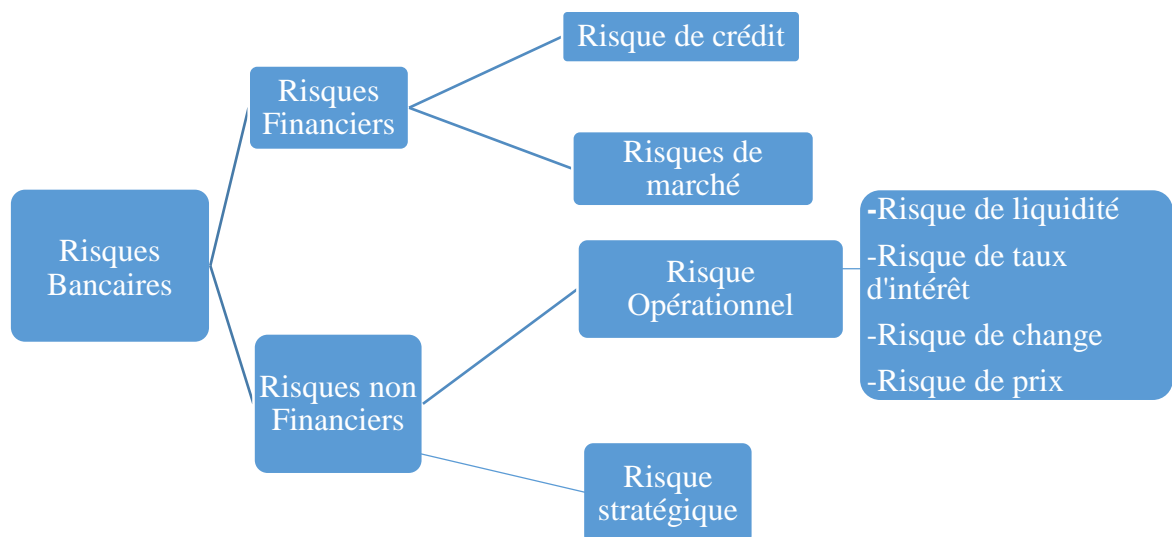 Risques
Bancaires
Risques
Financiers
Risques non
Financiers
Risque de crédit
Risques de
marché
Risque
Opérationnel
Risque
stratégique
-Risque de liquidité
-Risque de taux
d'intérêt
-Risque de change
-Risque de prix